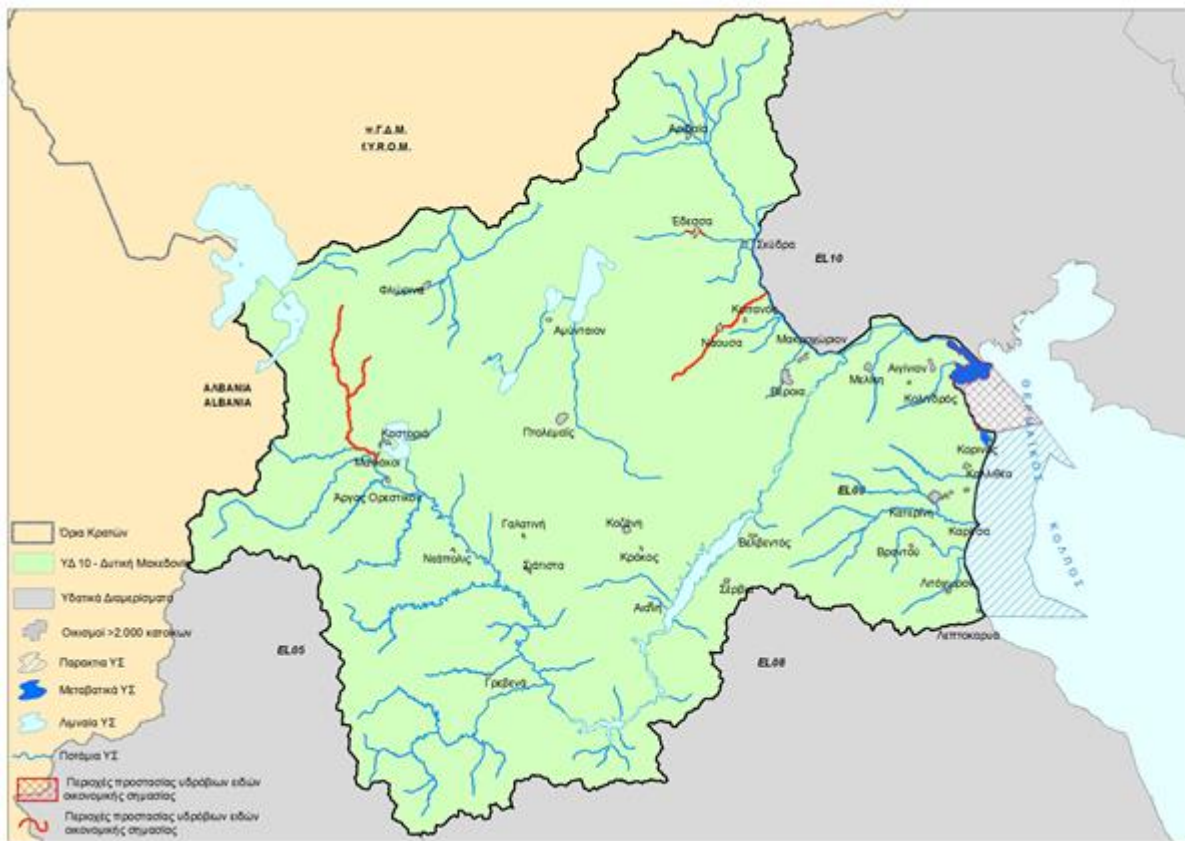 π.Γ.Δ.Μ.
f.Y.R.O.M.
Αριδαία
Έδεσσα
Σκύδρα
EL10
Φλώρινα
Αμύνταιον
Κοπανός
Νάουσα
Μακροχώριον
Βέροια
Μελίκη
Αιγίνιον
Κολινδρός
ΘΕΡΜΑΪΚΟΣ
ΚΟΛΠΟΣ
ΑΛΒΑΝΙΑ
ALBANIA
Πτολεμαΐς
Καστοριά
Μανιάκοι
Άργος Ορεστικόν
Κορινός
Καλλιθέα
EL09
Κατερίνη
Καρίτσα
Βροντού
Λιτόχωρον
Λεπτοκαρυά
Γαλατινή
Κοζάνη
Νεάπολις
Σιάτιστα
Κρόκος
Βελβεντός
Σέρβια
Αιανή
Γρεβενά
EL05
EL08
Όρια Κρατών
ΥΔ 10 - Δυτική Μακεδονία
Υδατικά Διαμερίσματα
Οικισμοί >2.000 κατοίκων
Παράκτια ΥΣ
Μεταβατικά ΥΣ
Λιμναία ΥΣ
Ποτάμια ΥΣ
Περιοχές προστασίας υδρόβιων ειδών
οικονομικής σημασίας
Περιοχές προστασίας υδρόβιων ειδών
οικονομικής σημασίας